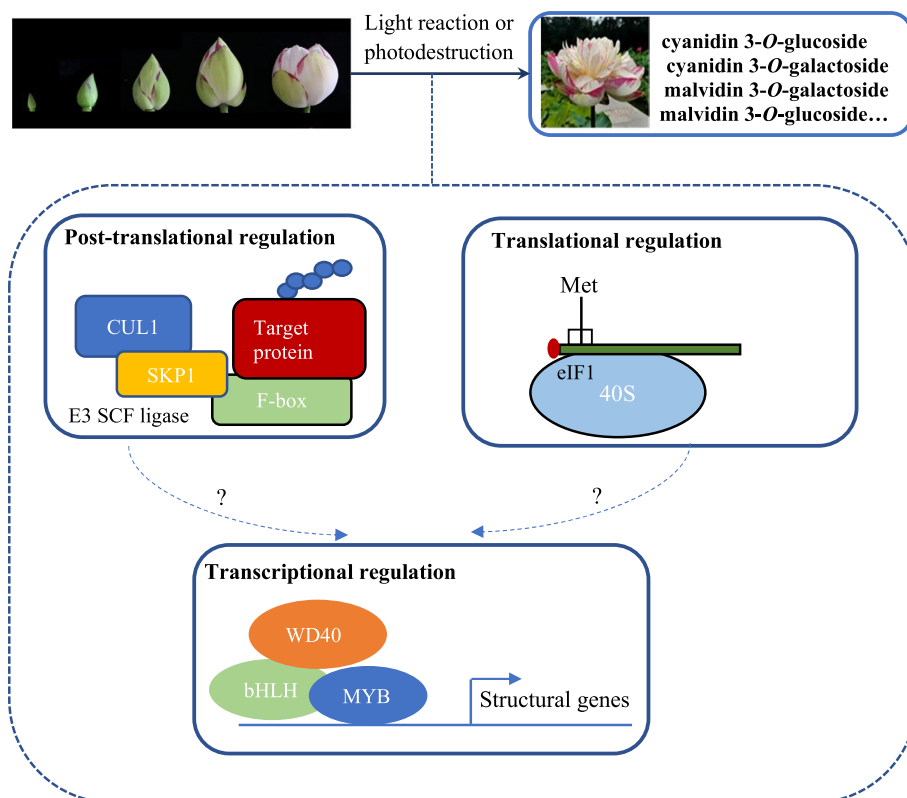 Light reaction or
photodestruction
cyanidin 3-O-glucoside
cyanidin 3-O-galactoside
malvidin 3-O-galactoside
malvidin 3-O-glucoside...
Post-translational regulation
CUL1
SKP1
Target
protein
F-box
E3 SCF ligase
Translational regulation
Met
eIF1
40S
?
?
Transcriptional regulation
WD40
bHLH
MYB
Structural genes